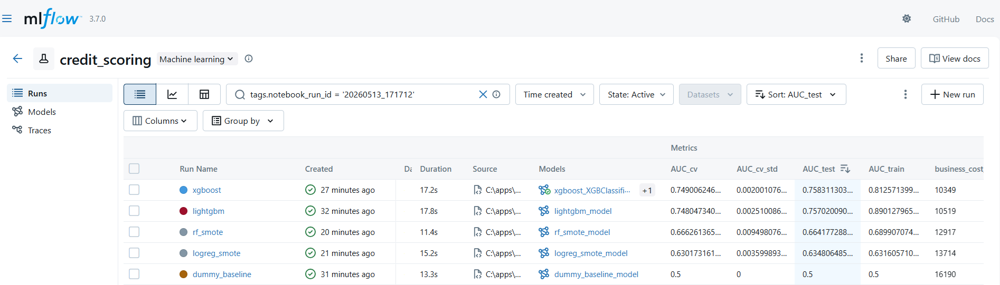 mlflow™ 3.7.0 GitHub Docs
credit_scoring Machine learning Share View docs
Runs
Models
Traces
tags.notebook_run_id = '20260513_171712' Time created State: Active Datasets Sort: AUC_test New run
Columns Group by
Metrics
Run Name Created Da Duration Source Models AUC_cv AUC_cv_std AUC_test AUC_train business_cost_
xgboost 27 minutes ago 17.2s C:\apps\... xgboost_XGBClassifi... +1 0.749006246... 0.002001076... 0.758311303... 0.812571399... 10349
lightgbm 32 minutes ago 17.8s C:\apps\... lightgbm_model 0.748047340... 0.002510086... 0.757020090... 0.890127965... 10519
rf_smote 20 minutes ago 11.4s C:\apps\... rf_smote_model 0.666261365... 0.009498076... 0.664177288... 0.689907074... 12917
logreg_smote 21 minutes ago 15.2s C:\apps\... logreg_smote_model 0.630173161... 0.003599893... 0.634806485... 0.631605710... 13714
dummy_baseline 31 minutes ago 13.3s C:\apps\... dummy_baseline_model 0.5 0 0.5 0.5 16190